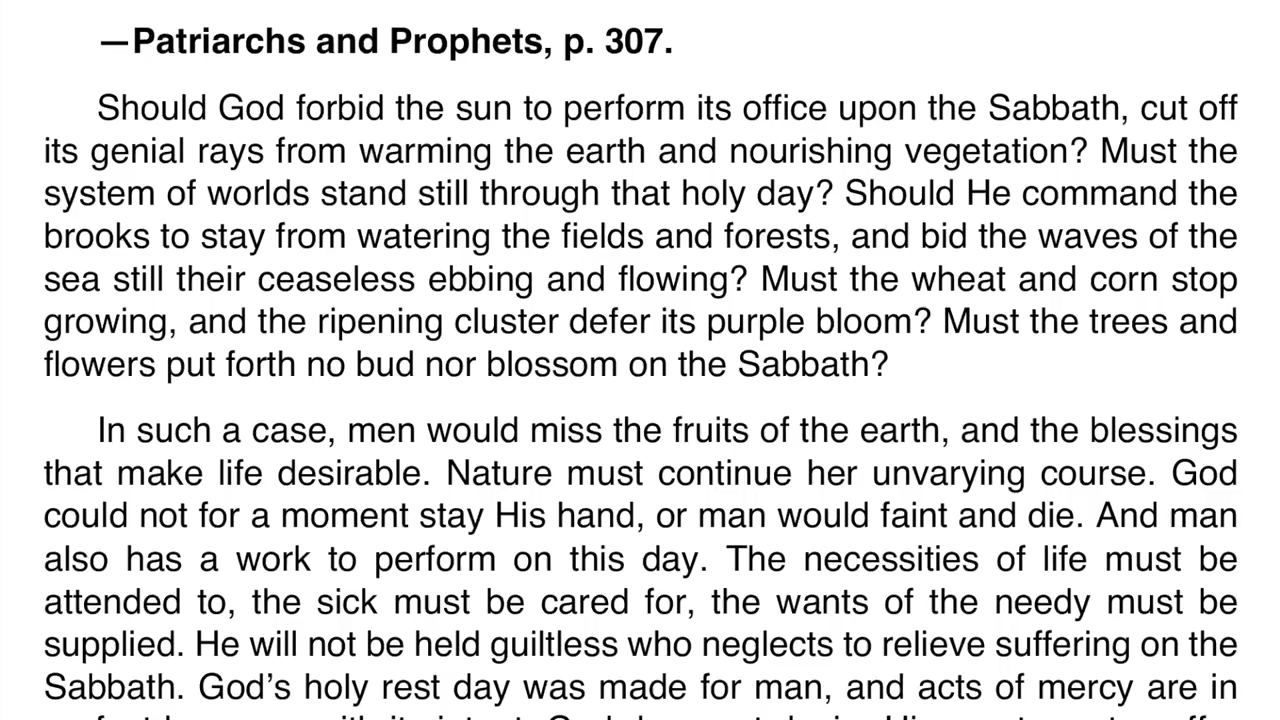 —Patriarchs and Prophets, p. 307.
Should God forbid the sun to perform its office upon the Sabbath, cut off
its genial rays from warming the earth and nourishing vegetation? Must the
system of worlds stand still through that holy day? Should He command the
brooks to stay from watering the fields and forests, and bid the waves of the
sea still their ceaseless ebbing and flowing? Must the wheat and corn stop
growing, and the ripening cluster defer its purple bloom? Must the trees and
flowers put forth no bud nor blossom on the Sabbath?
In such a case, men would miss the fruits of the earth, and the blessings
that make life desirable. Nature must continue her unvarying course. God
could not for a moment stay His hand, or man would faint and die. And man
also has a work to perform on this day. The necessities of life must be
attended to, the sick must be cared for, the wants of the needy must be
supplied. He will not be held guiltless who neglects to relieve suffering on the
Sabbath. God’s holy rest day was made for man, and acts of mercy are in